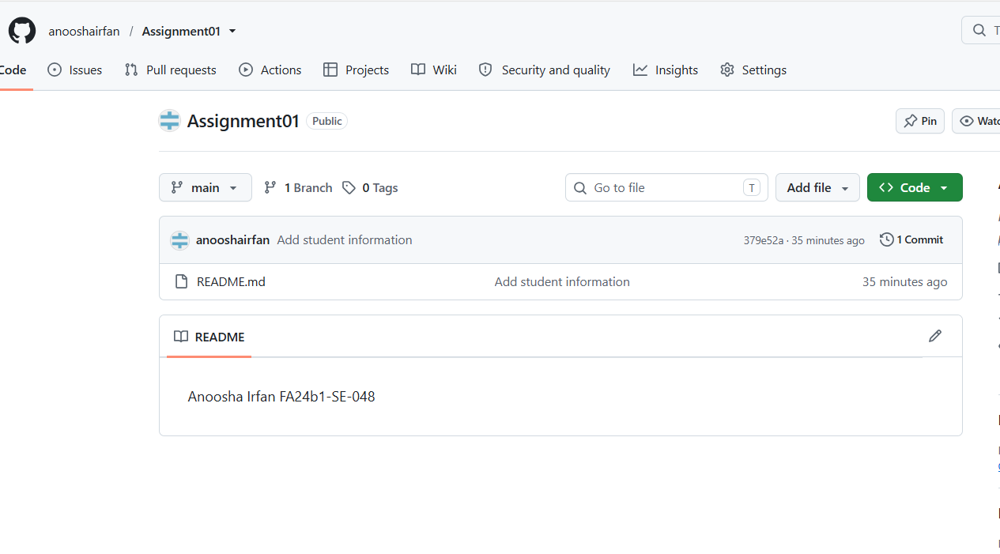 anooshairfan / Assignment01
Code Issues Pull requests Actions Projects Wiki Security and quality Insights Settings
Assignment01 Public Pin
main 1 Branch 0 Tags Go to file T Add file Code
anooshairfan Add student information 379e52a · 35 minutes ago 1 Commit
README.md Add student information 35 minutes ago
README
Anoosha Irfan FA24b1-SE-048